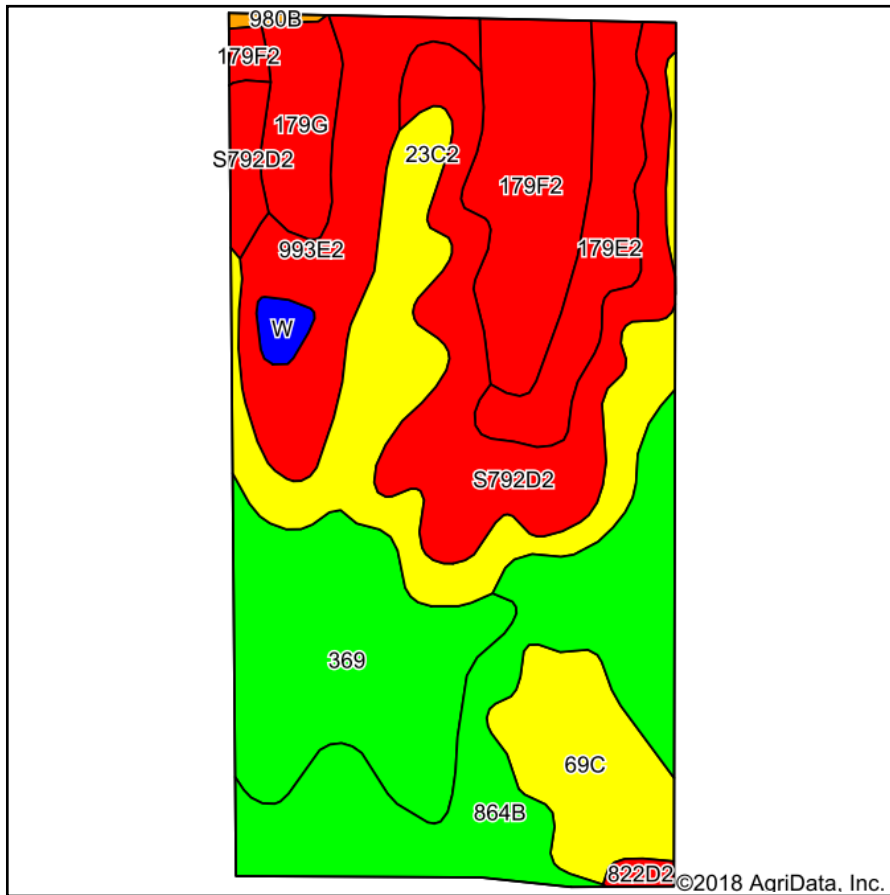 980B
179F2
179G
S792D2
23C2
179F2
993E2
179E2
W
S792D2
369
69C
864B
822D2
©2018 AgriData, Inc.